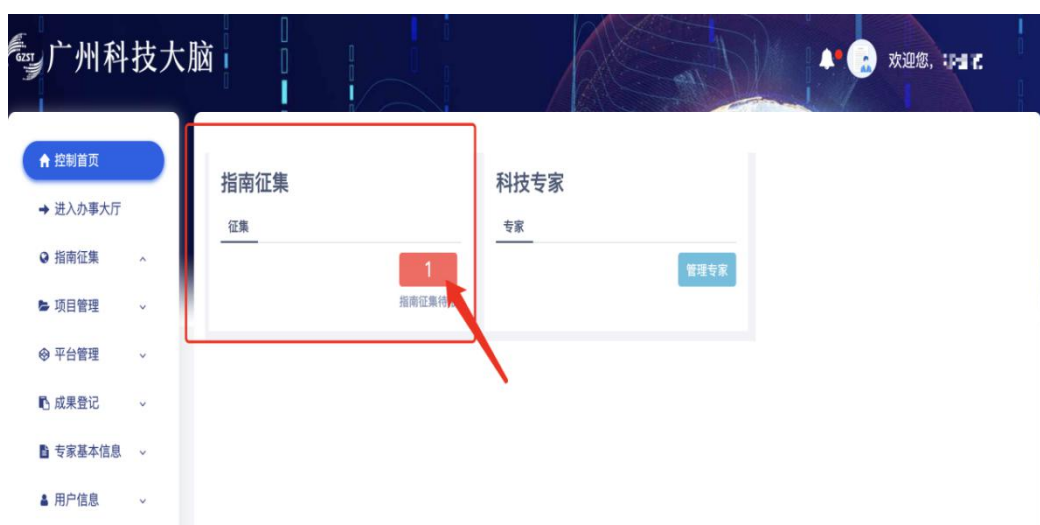 GZST
广州科技大脑
欢迎您,
控制首页
进入办事大厅
指南征集
项目管理
平台管理
成果登记
专家基本信息
用户信息
指南征集
征集
1
指南征集待
科技专家
专家
管理专家